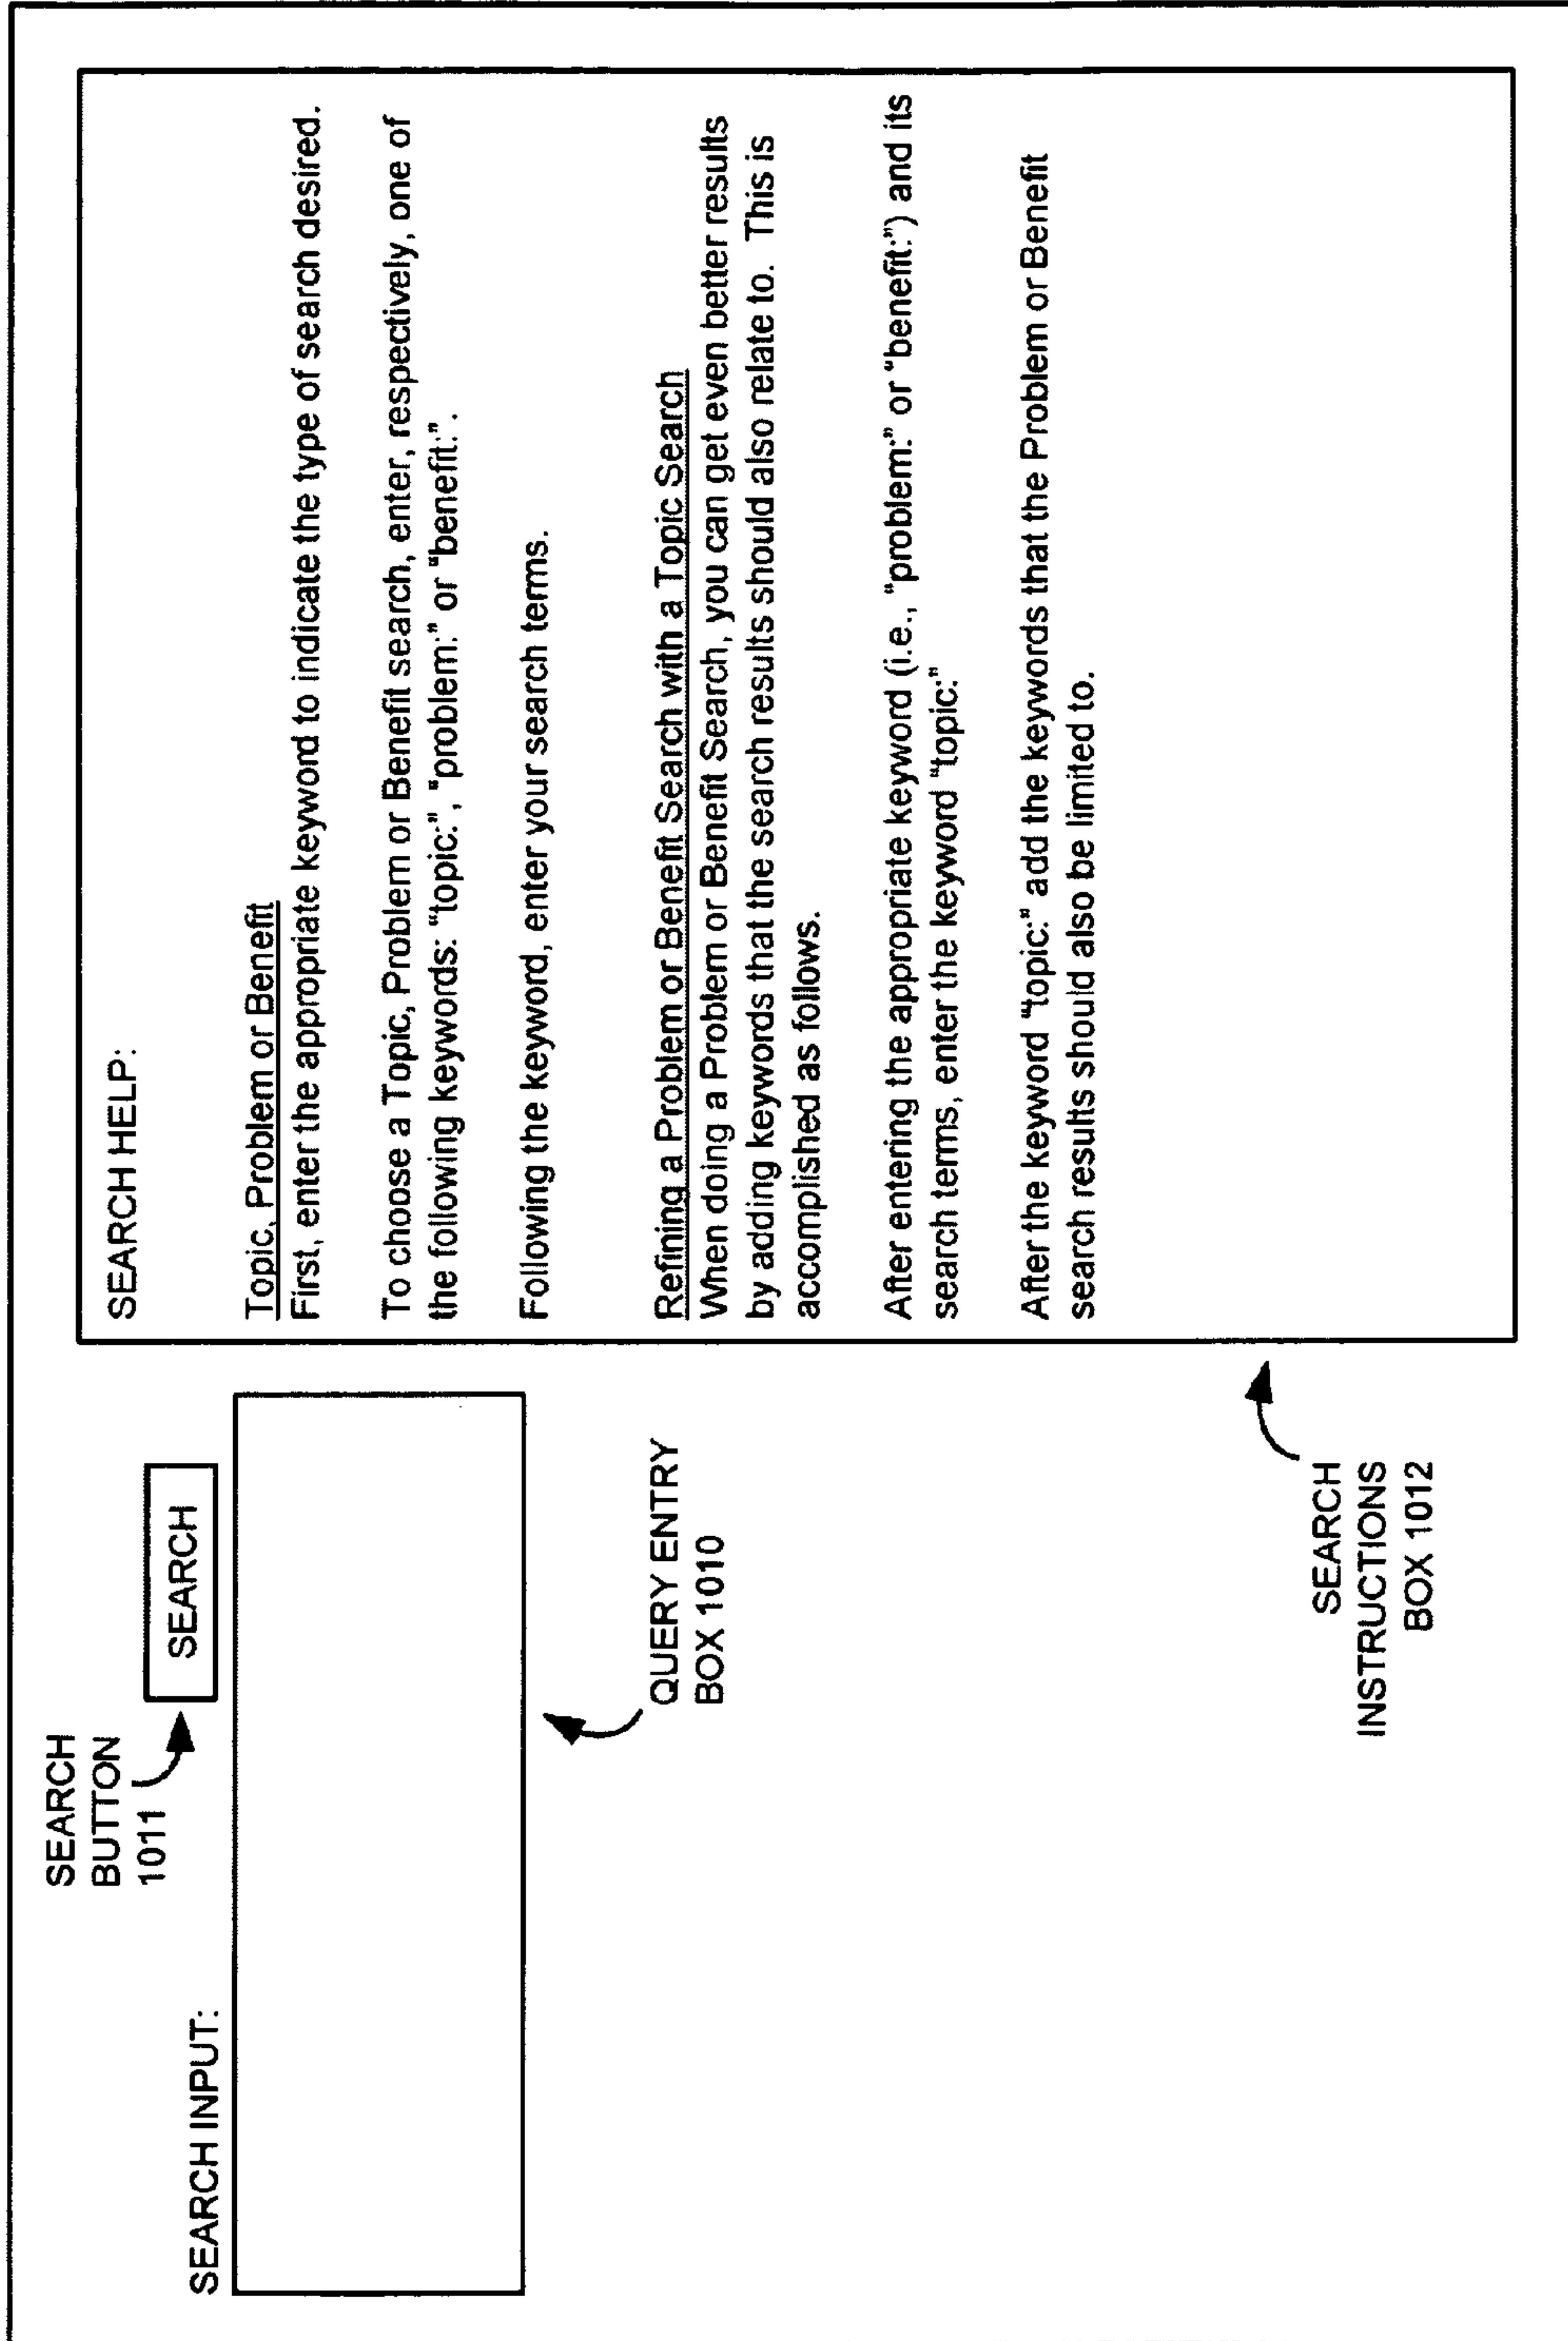 SEARCH
BUTTON
1011
SEARCH INPUT:
SEARCH
QUERY ENTRY
BOX 1010
SEARCH
INSTRUCTIONS
BOX 1012
SEARCH HELP:
Topic, Problem or Benefit
First, enter the appropriate keyword to indicate the type of search desired.
To choose a Topic, Problem or Benefit search, enter, respectively, one of
the following keywords: "topic:", "problem:" or "benefit:".
Following the keyword, enter your search terms.
Refining a Problem or Benefit Search with a Topic Search
When doing a Problem or Benefit Search, you can get even better results
by adding keywords that the search results should also relate to. This is
accomplished as follows.
After entering the appropriate keyword (i.e., "problem:" or "benefit:") and its
search terms, enter the keyword "topic:"
After the keyword "topic:" add the keywords that the Problem or Benefit
search results should also be limited to.